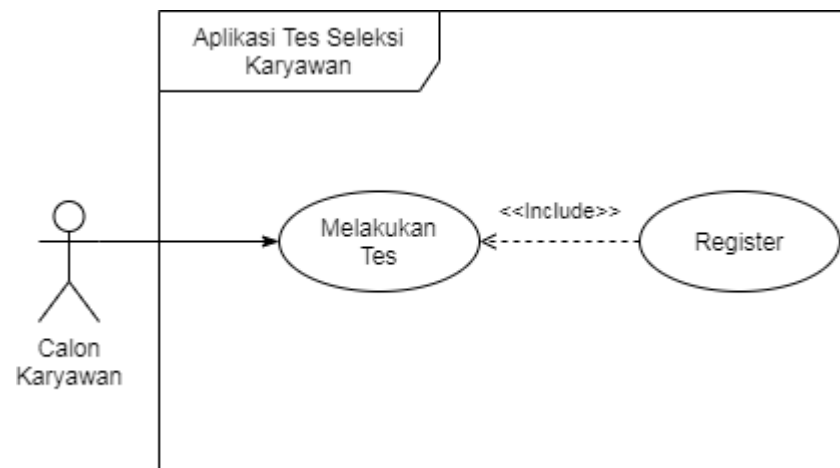 Aplikasi Tes Seleksi
Karyawan
Melakukan
Tes
<<Include>>
Register
Calon
Karyawan